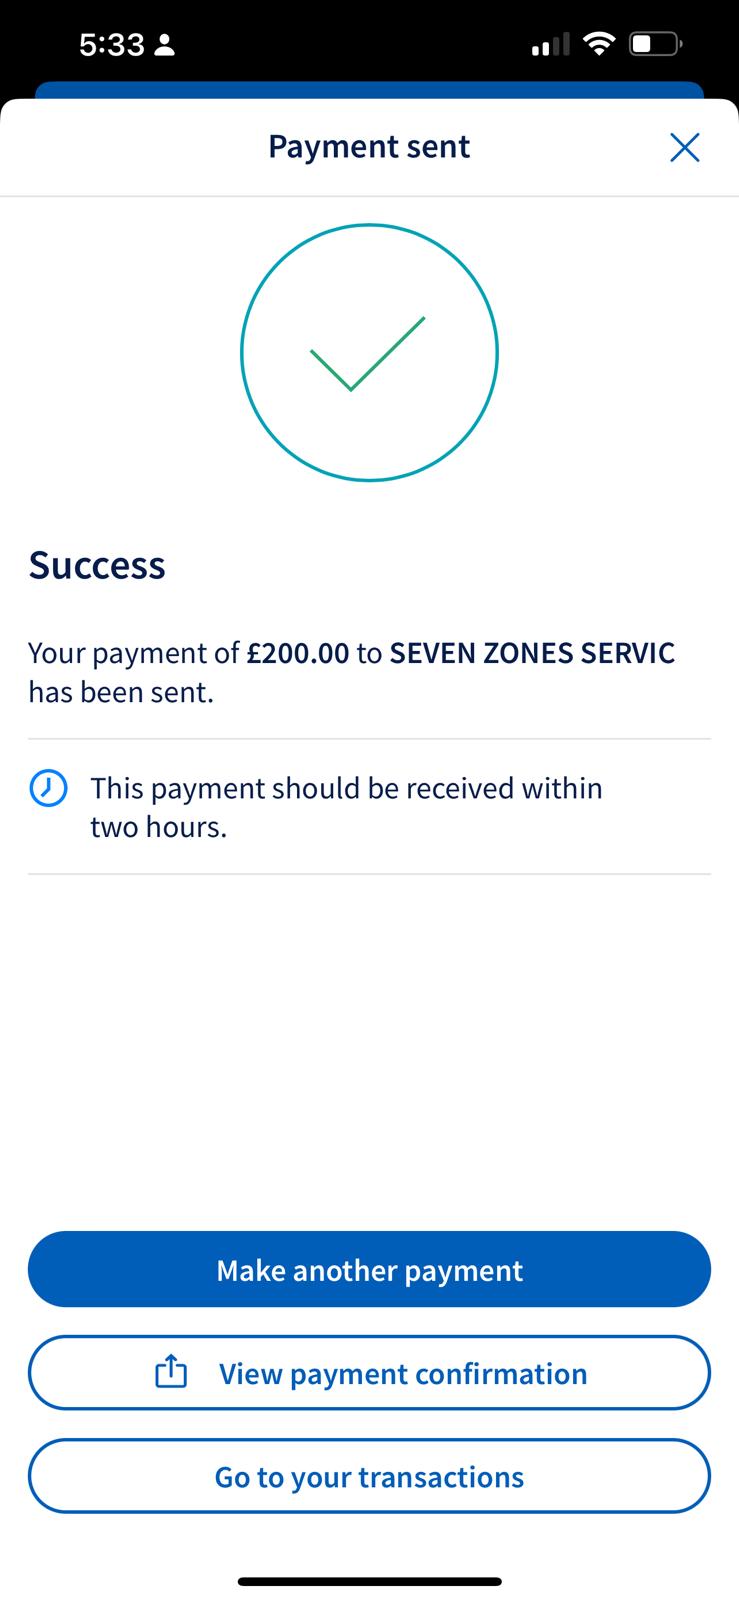 5:33
Payment sent
Success
Your payment of £200.00 to SEVEN ZONES SERVIC
has been sent.
This payment should be received within
two hours.
Make another payment
View payment confirmation
Go to your transactions